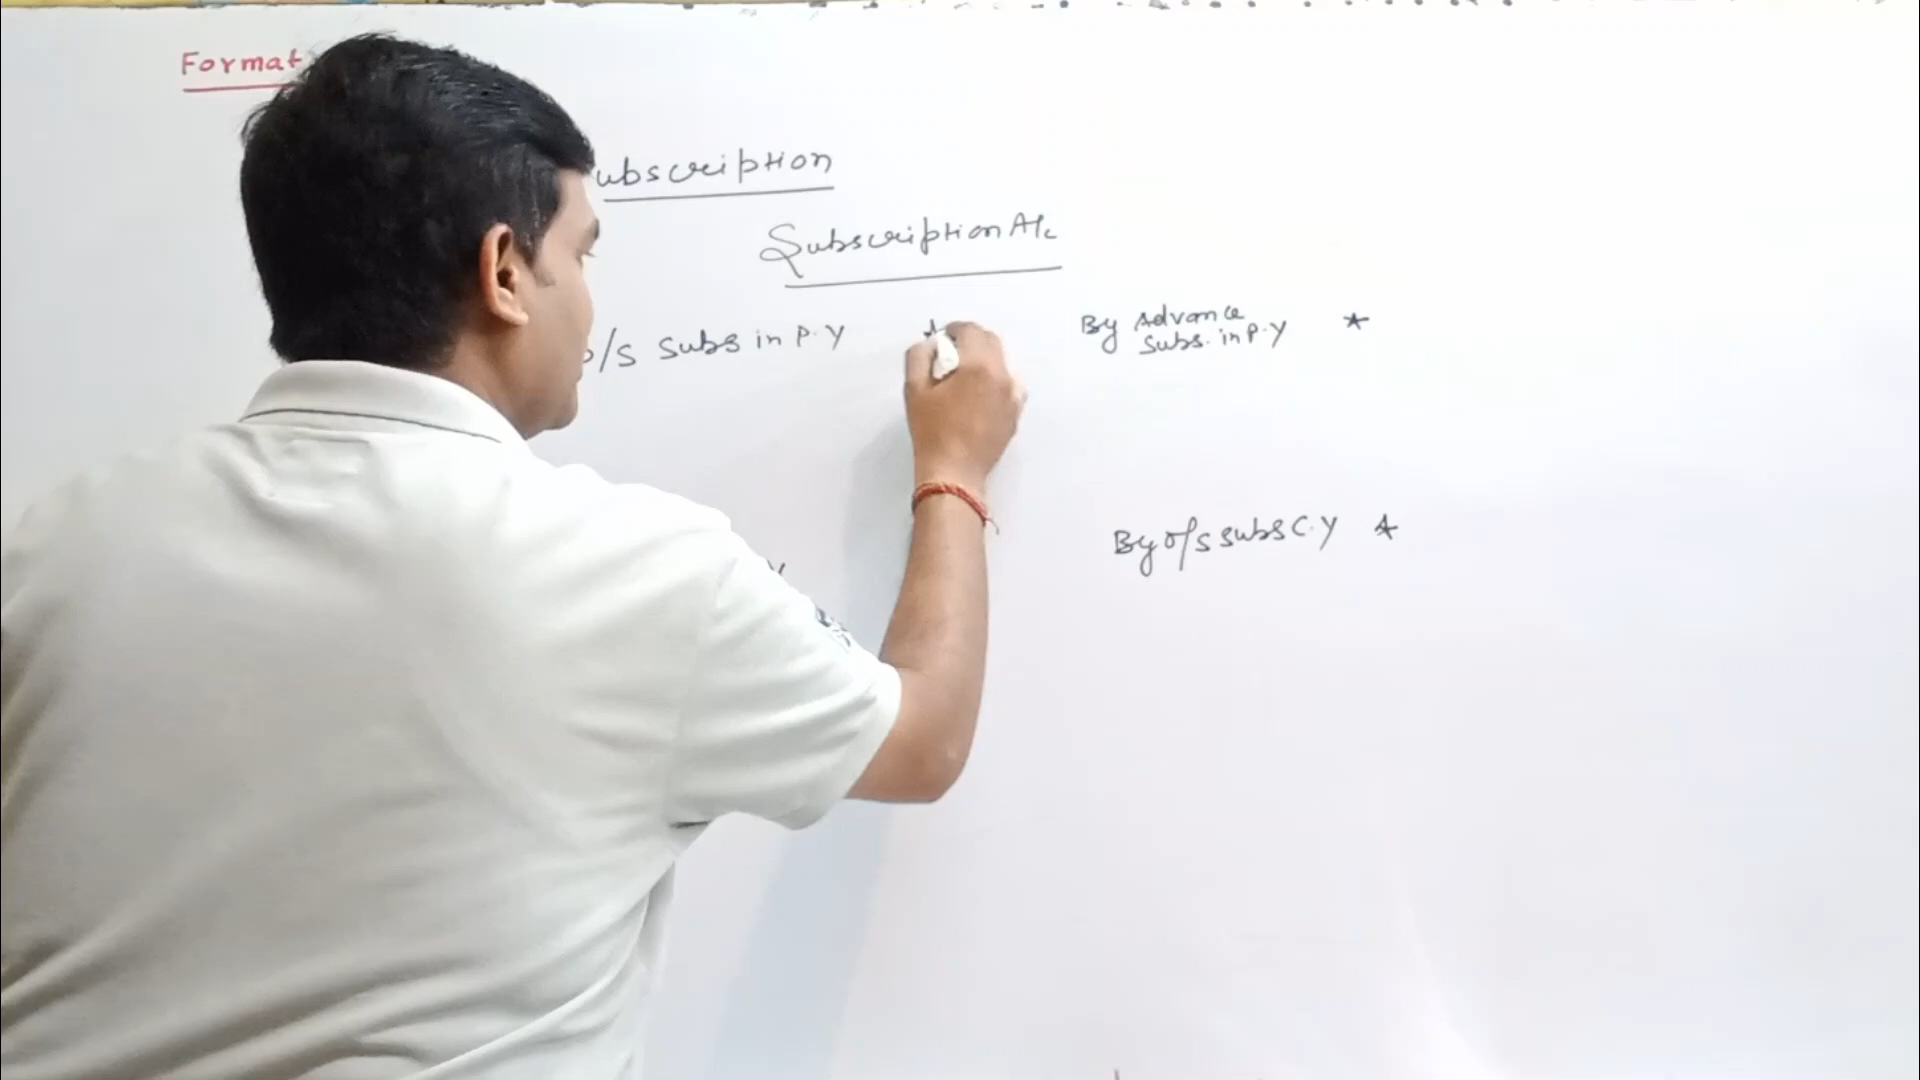 Format
ubscription
Subscription A/c
o/s subs in P.Y
By Advance
subs. in P.Y ★
By o/s subs C.Y ★